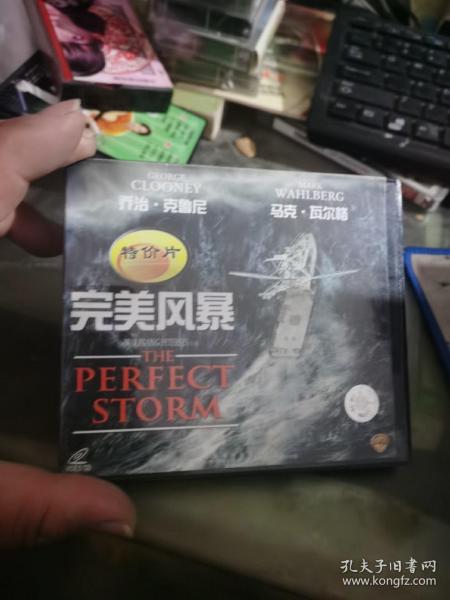 GEORGE
CLOONEY
乔治·克鲁尼
MARK
WAHLBERG
马克·瓦尔格
特价片
完美风暴
THE
PERFECT
STORM
孔夫子旧书网
www.kongfz.com